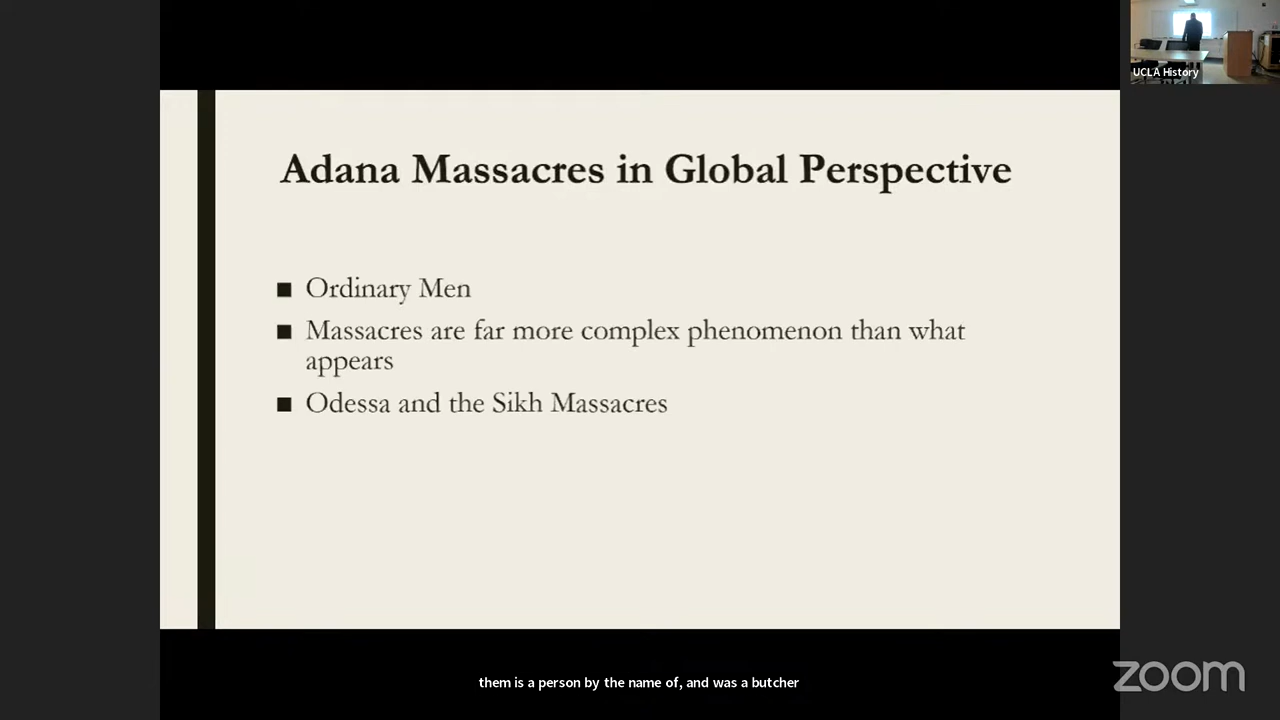 UCLA History
Adana Massacres in Global Perspective
■ Ordinary Men
■ Massacres are far more complex phenomenon than what
appears
■ Odessa and the Sikh Massacres
them is a person by the name of, and was a butcher
zoom